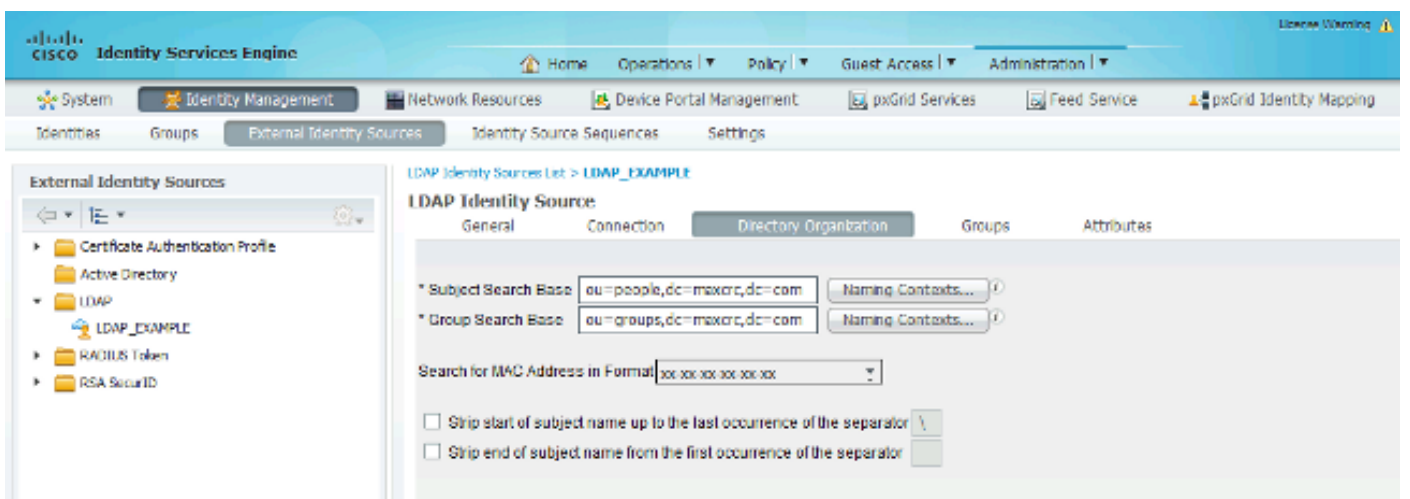 License Warning
CISCO Identity Services Engine
Home Operations Policy Guest Access Administration
System Identity Management Network Resources Device Portal Management pxGrid Services Feed Service pxGrid Identity Mapping
Identities Groups External Identity Sources Identity Source Sequences Settings
External Identity Sources
Certificate Authentication Profile
Active Directory
LDAP
LDAP_EXAMPLE
RADIUS Token
RSA SecurID
LDAP Identity Sources List > LDAP_EXAMPLE
LDAP Identity Source
General Connection Directory Organization Groups Attributes
* Subject Search Base ou=people,dc=maxcrc,dc=com Naming Contexts... i
* Group Search Base ou=groups,dc=maxcrc,dc=com Naming Contexts... i
Search for MAC Address in Format xx-xx-xx-xx-xx-xx
Strip start of subject name up to the last occurrence of the separator \
Strip end of subject name from the first occurrence of the separator